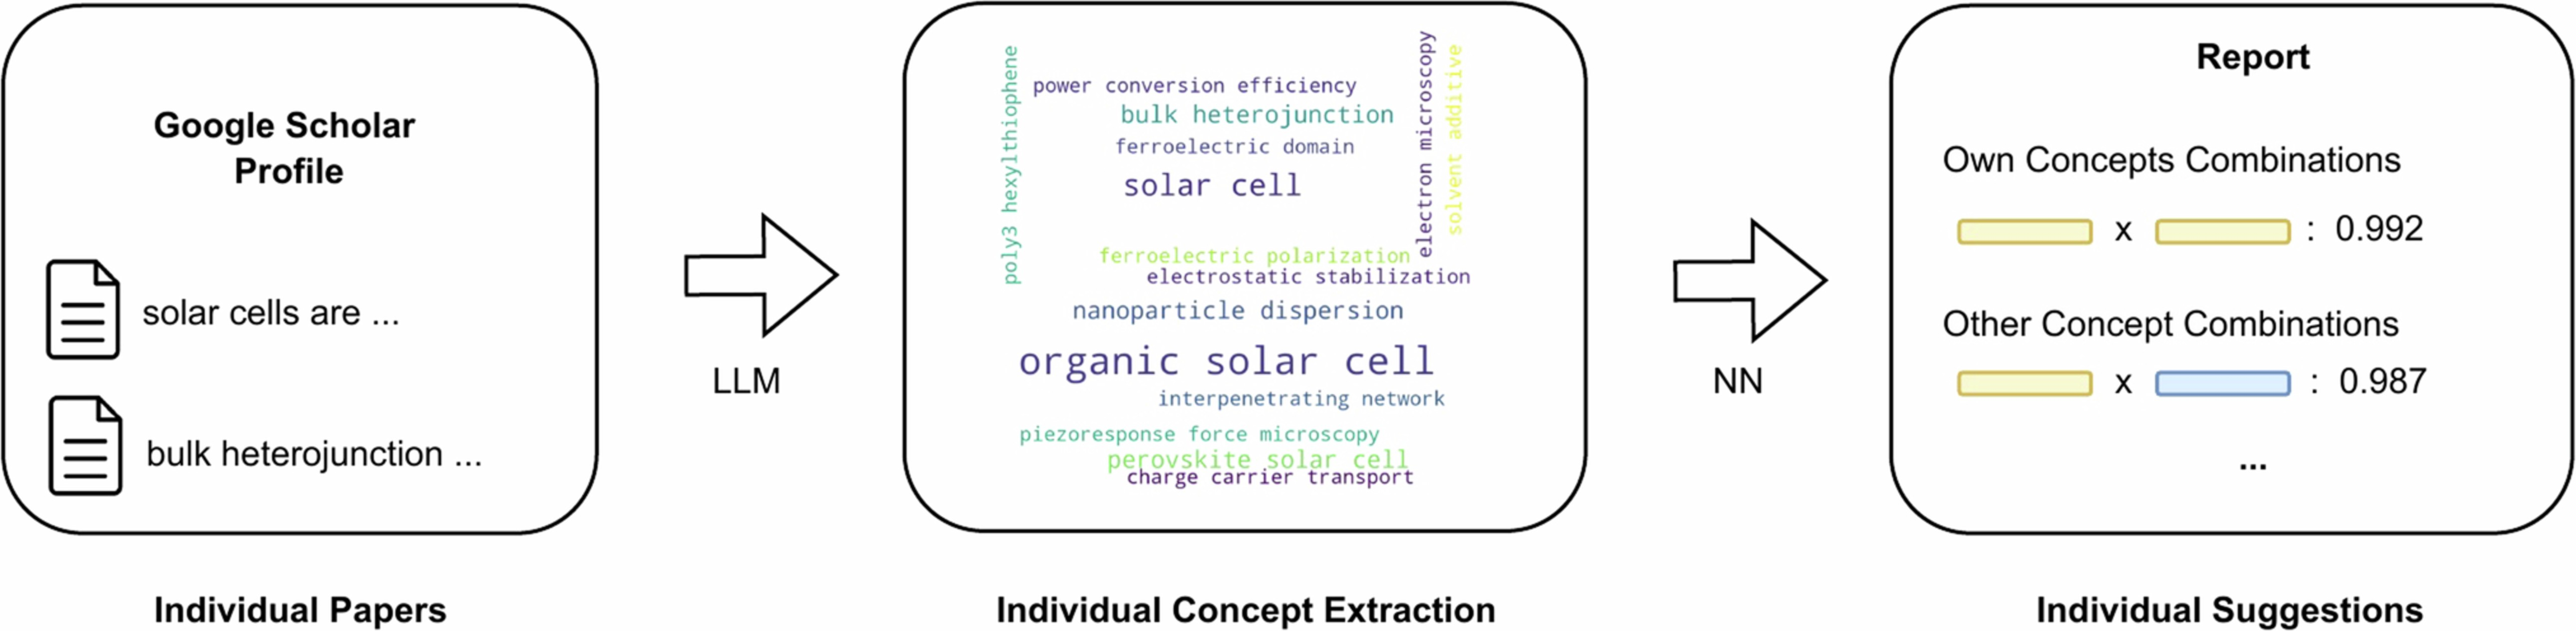 Google Scholar
Profile
solar cells are ...
bulk heterojunction ...
Individual Papers
LLM
poly3 hexylthiophene
power conversion efficiency
bulk heterojunction
ferroelectric domain
solar cell
electron microscopy
solvent additive
ferroelectric polarization
electrostatic stabilization
nanoparticle dispersion
organic solar cell
interpenetrating network
piezoresponse force microscopy
perovskite solar cell
charge carrier transport
Individual Concept Extraction
NN
Report
Own Concepts Combinations
x : 0.992
Other Concept Combinations
x : 0.987
...
Individual Suggestions